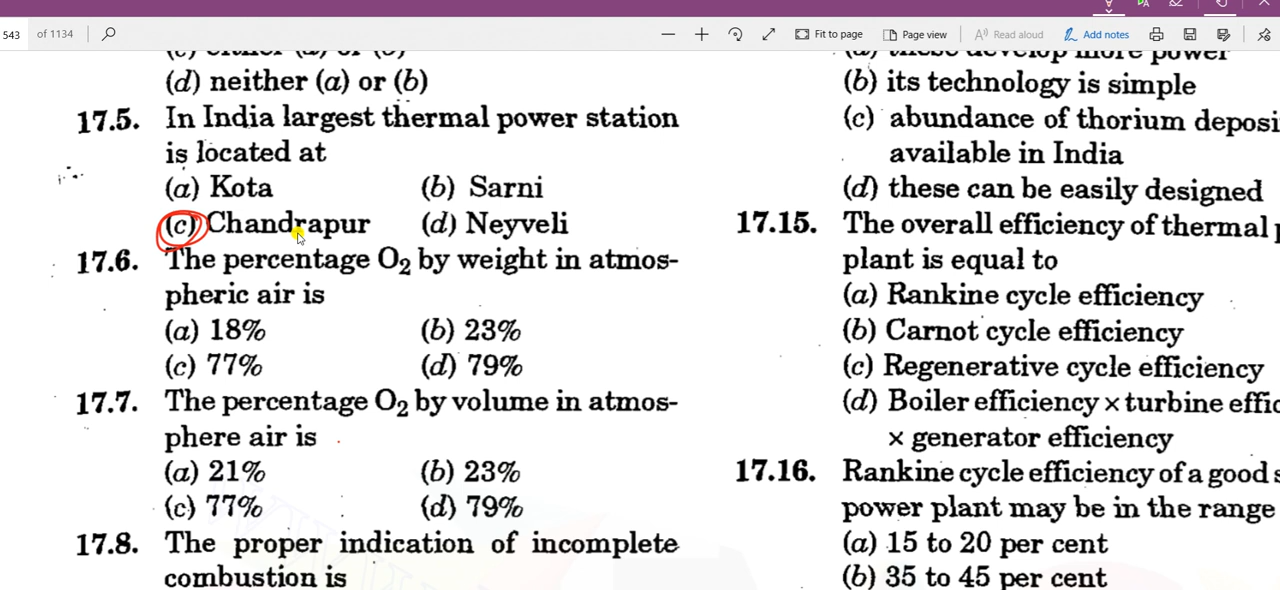 543 of 1134 Fit to page Page view Read aloud Add notes
(d) neither (a) or (b)
17.5. In India largest thermal power station
is located at
(a) Kota (b) Sarni
(c) Chandrapur (d) Neyveli
17.6. The percentage O2 by weight in atmos-
pheric air is
(a) 18% (b) 23%
(c) 77% (d) 79%
17.7. The percentage O2 by volume in atmos-
phere air is
(a) 21% (b) 23%
(c) 77% (d) 79%
17.8. The proper indication of incomplete
combustion is
(a) these develop more power
(b) its technology is simple
(c) abundance of thorium deposi
available in India
(d) these can be easily designed
17.15. The overall efficiency of thermal
plant is equal to
(a) Rankine cycle efficiency
(b) Carnot cycle efficiency
(c) Regenerative cycle efficiency
(d) Boiler efficiency × turbine effic
× generator efficiency
17.16. Rankine cycle efficiency of a good
power plant may be in the range
(a) 15 to 20 per cent
(b) 35 to 45 per cent